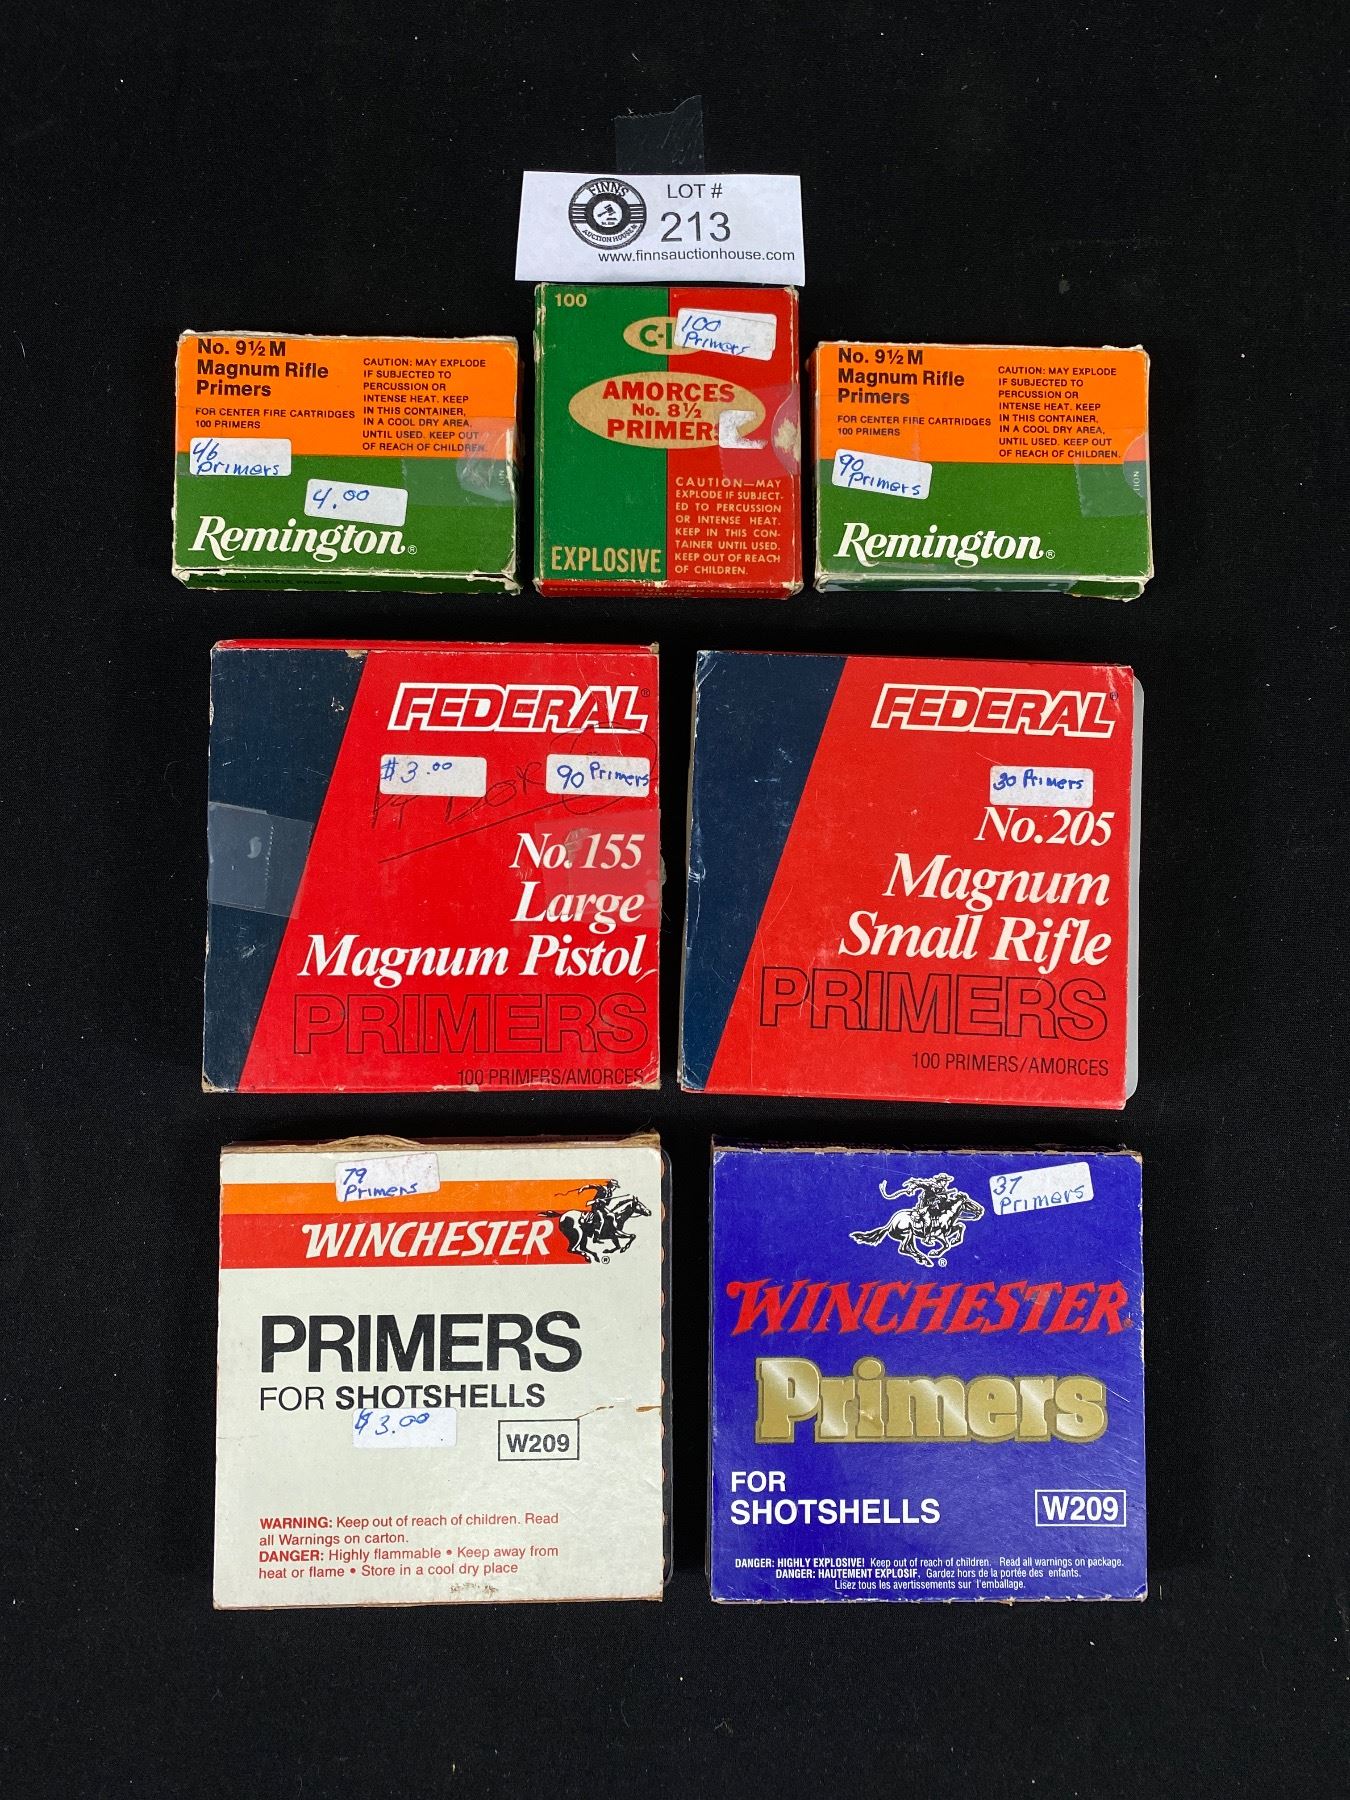 FINNS
AUCTION HOUSE
LOT #
213
www.finnsauctionhouse.com
No. 9½ M
Magnum Rifle
Primers
FOR CENTER FIRE CARTRIDGES
100 PRIMERS
CAUTION: MAY EXPLODE
IF SUBJECTED TO
PERCUSSION OR
INTENSE HEAT. KEEP
IN THIS CONTAINER,
IN A COOL DRY AREA,
UNTIL USED. KEEP OUT
OF REACH OF CHILDREN.
46
primers
4.00
Remington®
100 MAGNUM RIFLE PRIMERS
100
C-I
100
Primers
AMORCES
No. 8½
PRIMER
CAUTION—MAY
EXPLODE IF SUBJECT-
ED TO PERCUSSION
OR INTENSE HEAT.
KEEP IN THIS CON-
TAINER UNTIL USED.
KEEP OUT OF REACH
OF CHILDREN.
EXPLOSIVE
No. 9½ M
Magnum Rifle
Primers
FOR CENTER FIRE CARTRIDGES
100 PRIMERS
CAUTION: MAY EXPLODE
IF SUBJECTED TO
PERCUSSION OR
INTENSE HEAT. KEEP
IN THIS CONTAINER,
IN A COOL DRY AREA,
UNTIL USED. KEEP OUT
OF REACH OF CHILDREN.
90
primers
Remington®
FEDERAL®
$3.00
90 Primers
No. 155
Large
Magnum Pistol
PRIMERS
100 PRIMERS/AMORCES
FEDERAL®
30 Primers
No. 205
Magnum
Small Rifle
PRIMERS
100 PRIMERS/AMORCES
79
Primers
WINCHESTER
®
PRIMERS
FOR SHOTSHELLS
$3.00
W209
WARNING: Keep out of reach of children. Read
all Warnings on carton.
DANGER: Highly flammable • Keep away from
heat or flame • Store in a cool dry place
37
Primers
®
WINCHESTER
Primers
FOR
SHOTSHELLS
W209
DANGER: HIGHLY EXPLOSIVE! Keep out of reach of children. Read all warnings on package.
DANGER: HAUTEMENT EXPLOSIF. Gardez hors de la portée des enfants.
Lisez tous les avertissements sur l'emballage.